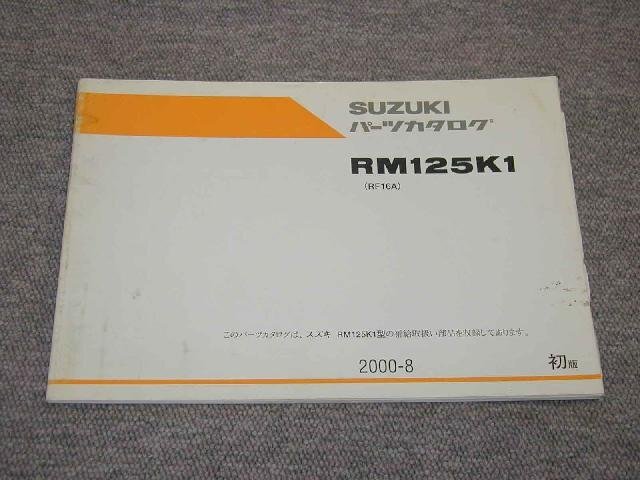 SUZUKI
パーツカタログ
RM125K1
(RF16A)
このパーツカタログは、スズキ RM125K1型の補給取扱い部品を収録してあります。
2000-8 初版